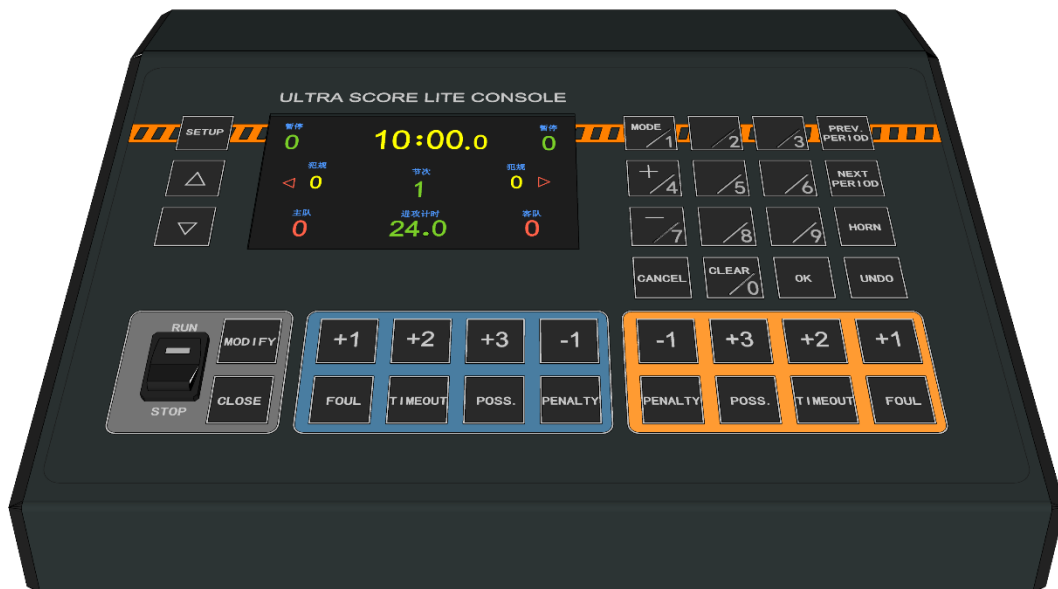 ULTRA SCORE LITE CONSOLE
SETUP
暂停 10:00.0 暂停
0 0
犯规 节次 犯规
◁ 0 1 0 ▷
主队 进攻计时 客队
0 24.0 0
MODE/1 /2 /3 PREV. PERIOD
+/4 /5 /6 NEXT PERIOD
−/7 /8 /9 HORN
CANCEL CLEAR/0 OK UNDO
RUN
STOP
MODIFY
CLOSE
+1 +2 +3 -1
FOUL TIMEOUT POSS. PENALTY
-1 +3 +2 +1
PENALTY POSS. TIMEOUT FOUL